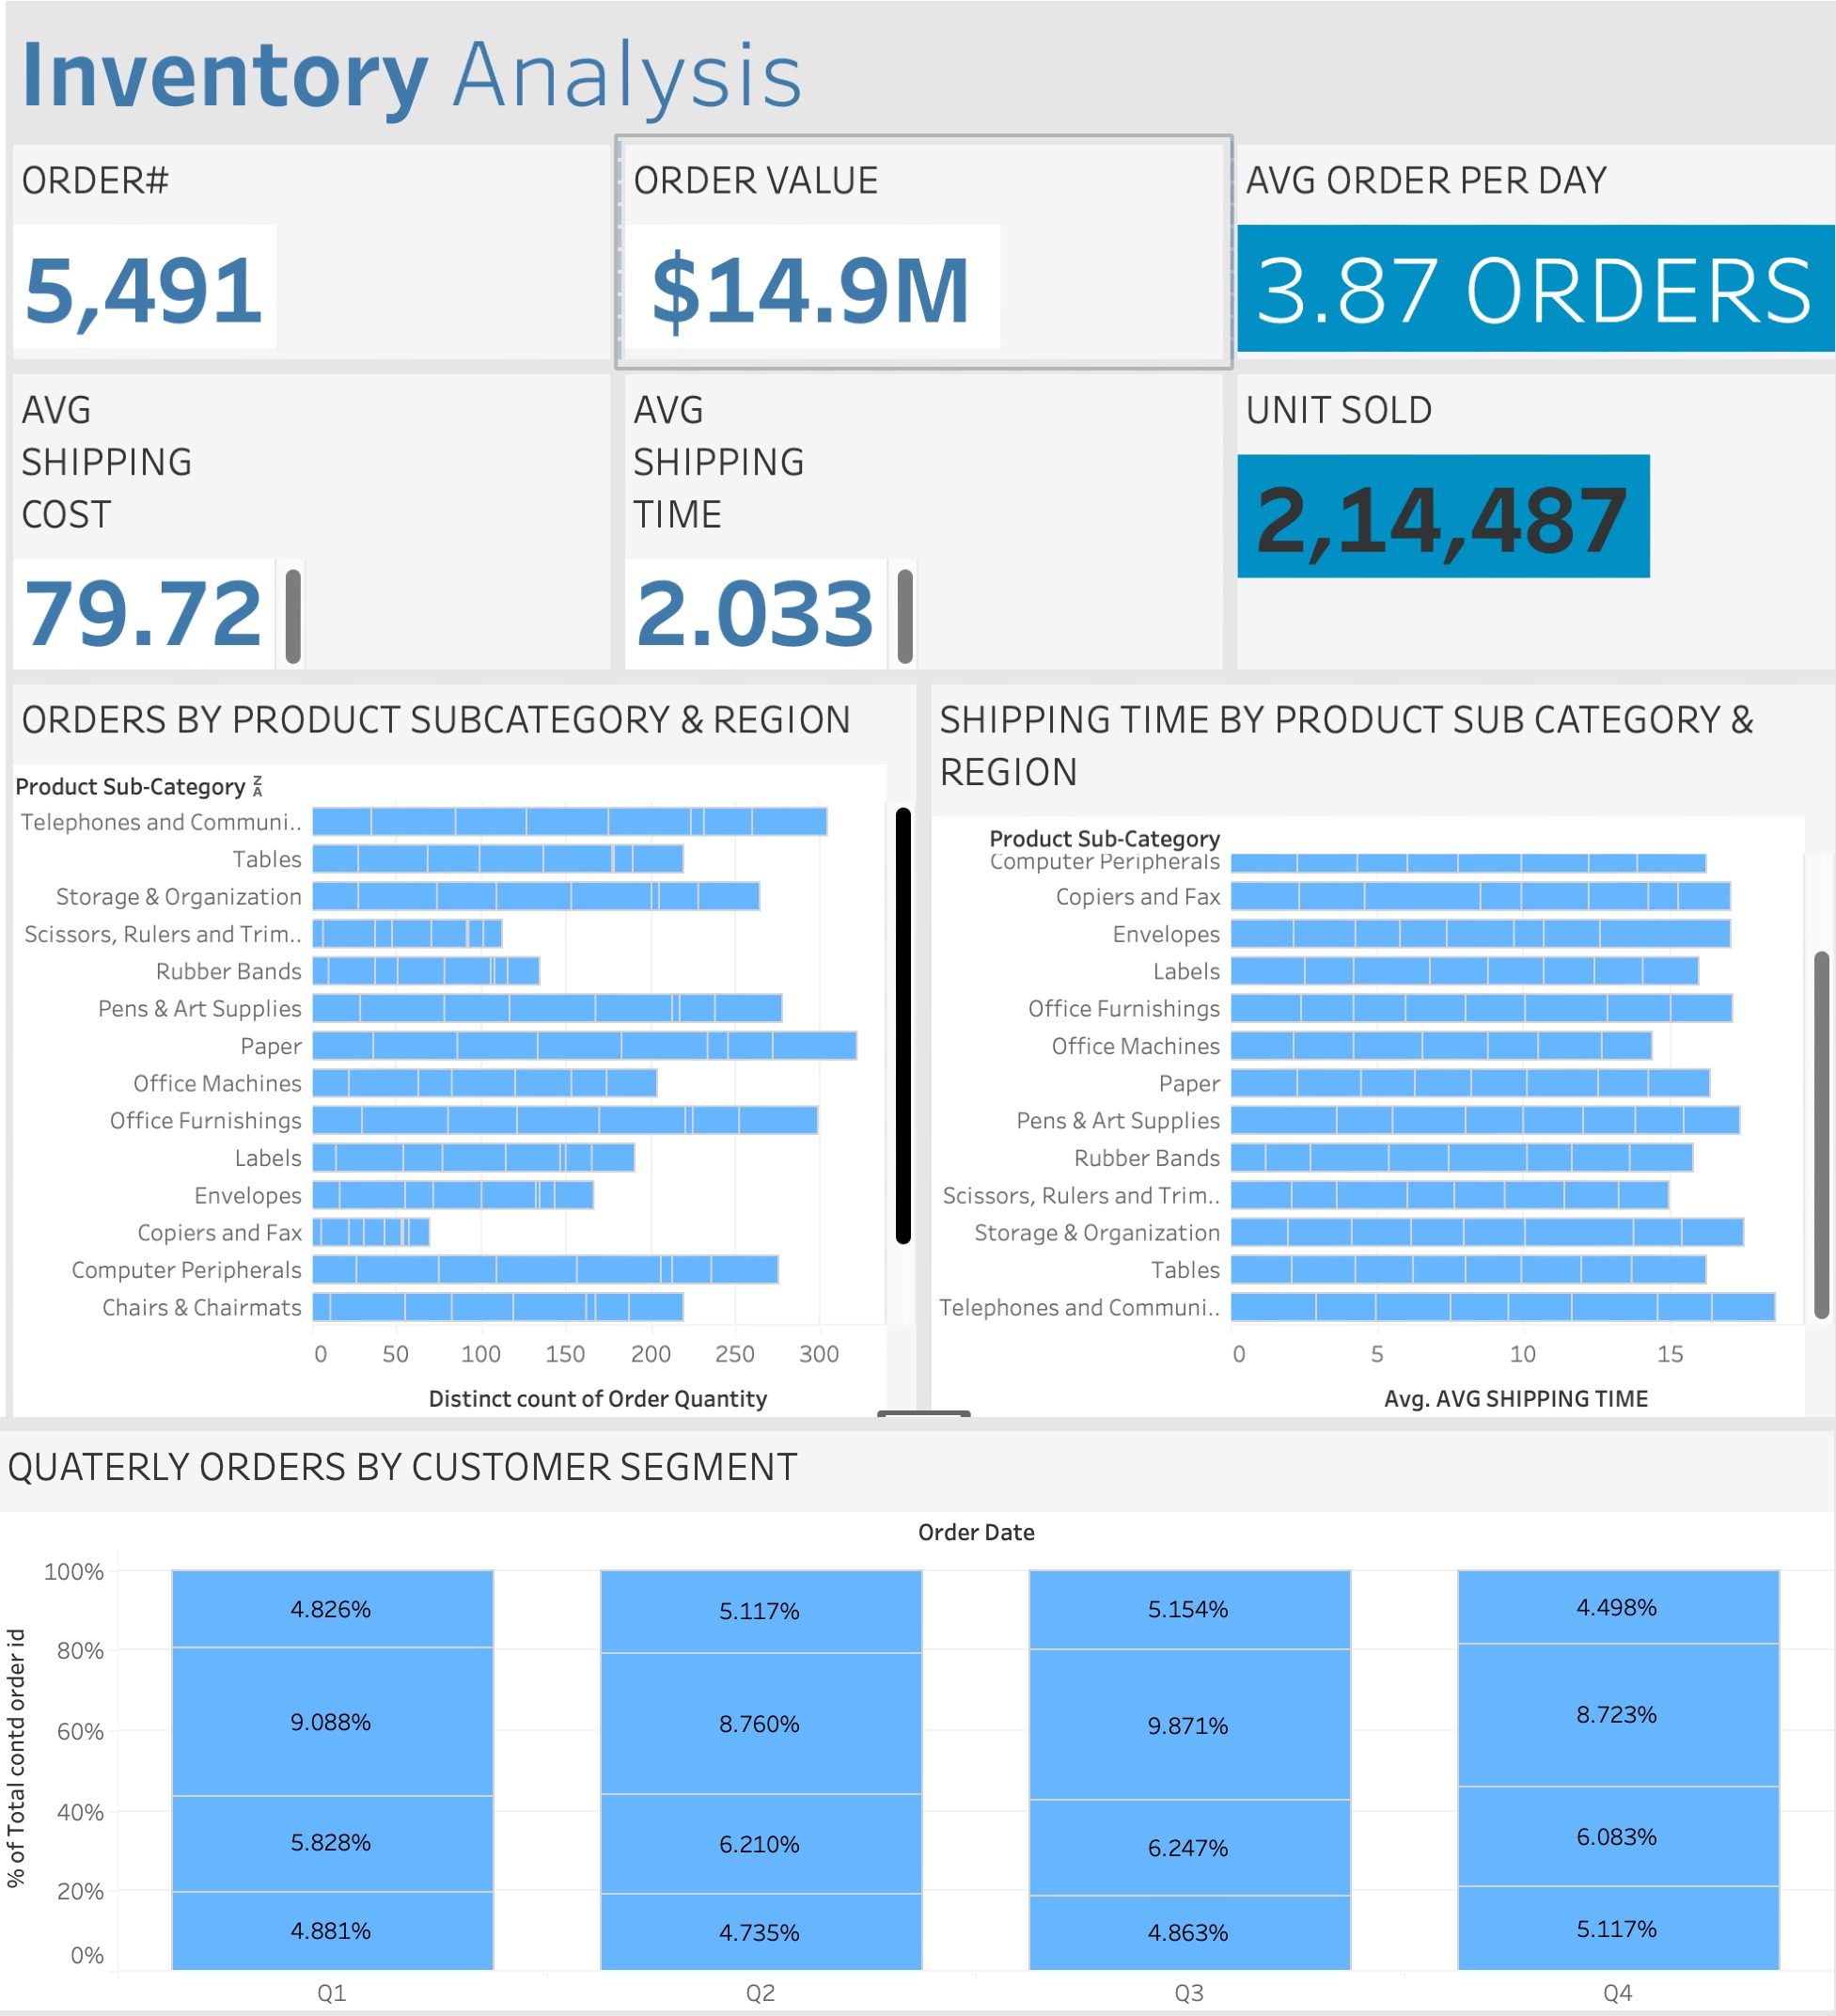 Inventory Analysis
ORDER#
5,491
ORDER VALUE
$14.9M
AVG ORDER PER DAY
3.87 ORDERS
AVG
SHIPPING
COST
79.72
AVG
SHIPPING
TIME
2.033
UNIT SOLD
2,14,487
ORDERS BY PRODUCT SUBCATEGORY & REGION
Product Sub-Category
Telephones and Communi..
Tables
Storage & Organization
Scissors, Rulers and Trim..
Rubber Bands
Pens & Art Supplies
Paper
Office Machines
Office Furnishings
Labels
Envelopes
Copiers and Fax
Computer Peripherals
Chairs & Chairmats
0 50 100 150 200 250 300
Distinct count of Order Quantity
SHIPPING TIME BY PRODUCT SUB CATEGORY &
REGION
Product Sub-Category
Computer Peripherals
Copiers and Fax
Envelopes
Labels
Office Furnishings
Office Machines
Paper
Pens & Art Supplies
Rubber Bands
Scissors, Rulers and Trim..
Storage & Organization
Tables
Telephones and Communi..
0 5 10 15
Avg. AVG SHIPPING TIME
QUATERLY ORDERS BY CUSTOMER SEGMENT
Order Date
% of Total contd order id
100%
80%
60%
40%
20%
0%
4.826% 5.117% 5.154% 4.498%
9.088% 8.760% 9.871% 8.723%
5.828% 6.210% 6.247% 6.083%
4.881% 4.735% 4.863% 5.117%
Q1 Q2 Q3 Q4